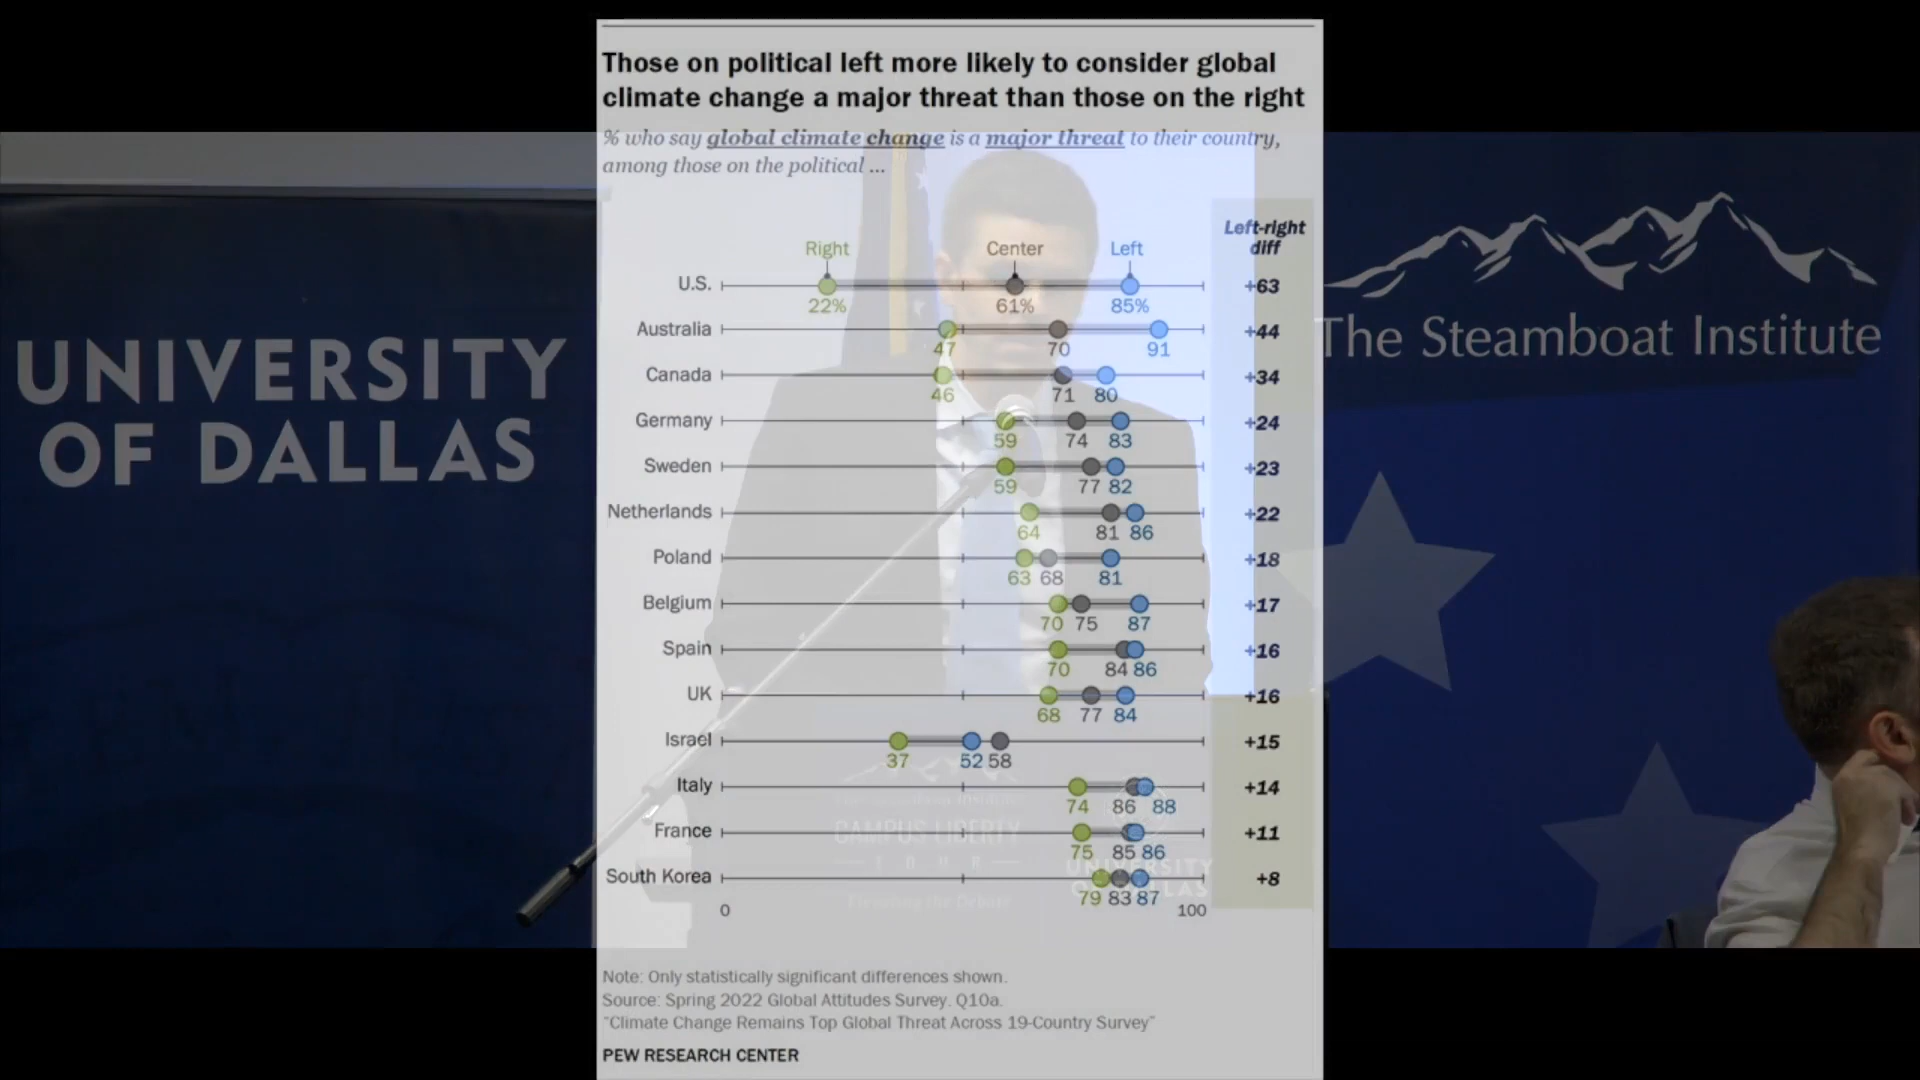 Those on political left more likely to consider global
climate change a major threat than those on the right
% who say global climate change is a major threat to their country,
among those on the political ...
Left-right
diff
Right Center Left
U.S. +63
22% 61% 85%
Australia +44
47 70 91
Canada +34
46 71 80
Germany +24
59 74 83
Sweden +23
59 77 82
Netherlands +22
64 81 86
Poland +18
63 68 81
Belgium +17
70 75 87
Spain +16
70 84 86
UK +16
68 77 84
Israel +15
37 52 58
Italy +14
74 86 88
France +11
75 85 86
South Korea +8
79 83 87
0 100
Note: Only statistically significant differences shown.
Source: Spring 2022 Global Attitudes Survey. Q10a.
"Climate Change Remains Top Global Threat Across 19-Country Survey"
PEW RESEARCH CENTER
UNIVERSITY
OF DALLAS
The Steamboat Institute
CAMPUS LIBERTY
TOUR
UNIVERSITY
OF DALLAS